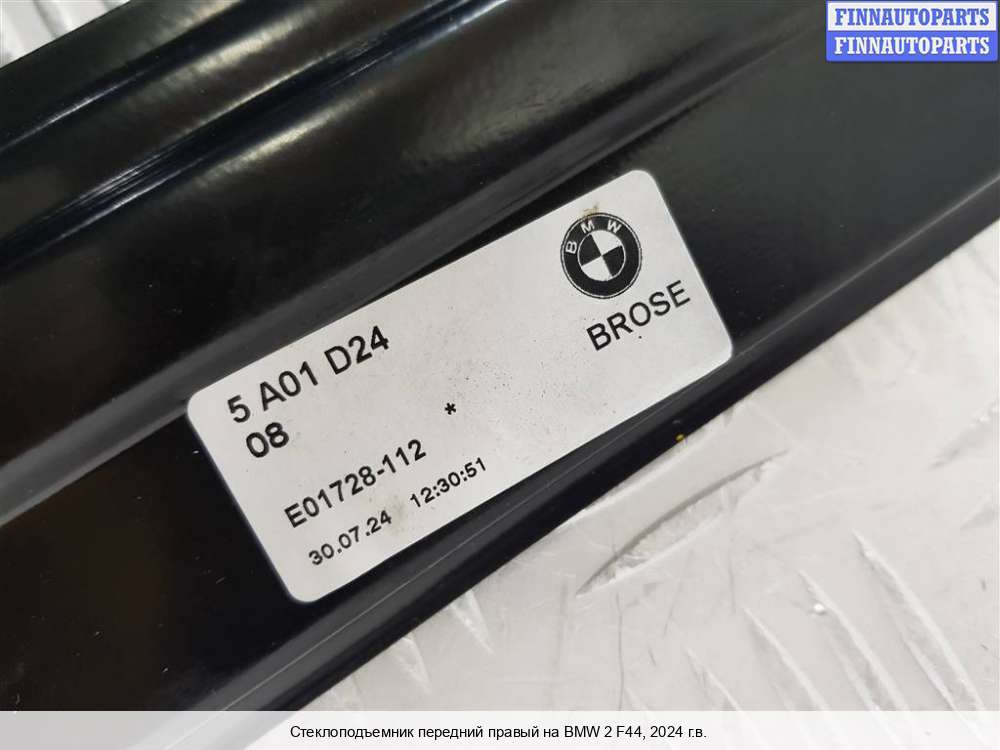 FINNAUTOPARTS
FINNAUTOPARTS
BMW
BROSE
5 A01 D24
08
*
E01728-112
30.07.24 12:30:51
Стеклоподъемник передний правый на BMW 2 F44, 2024 г.в.